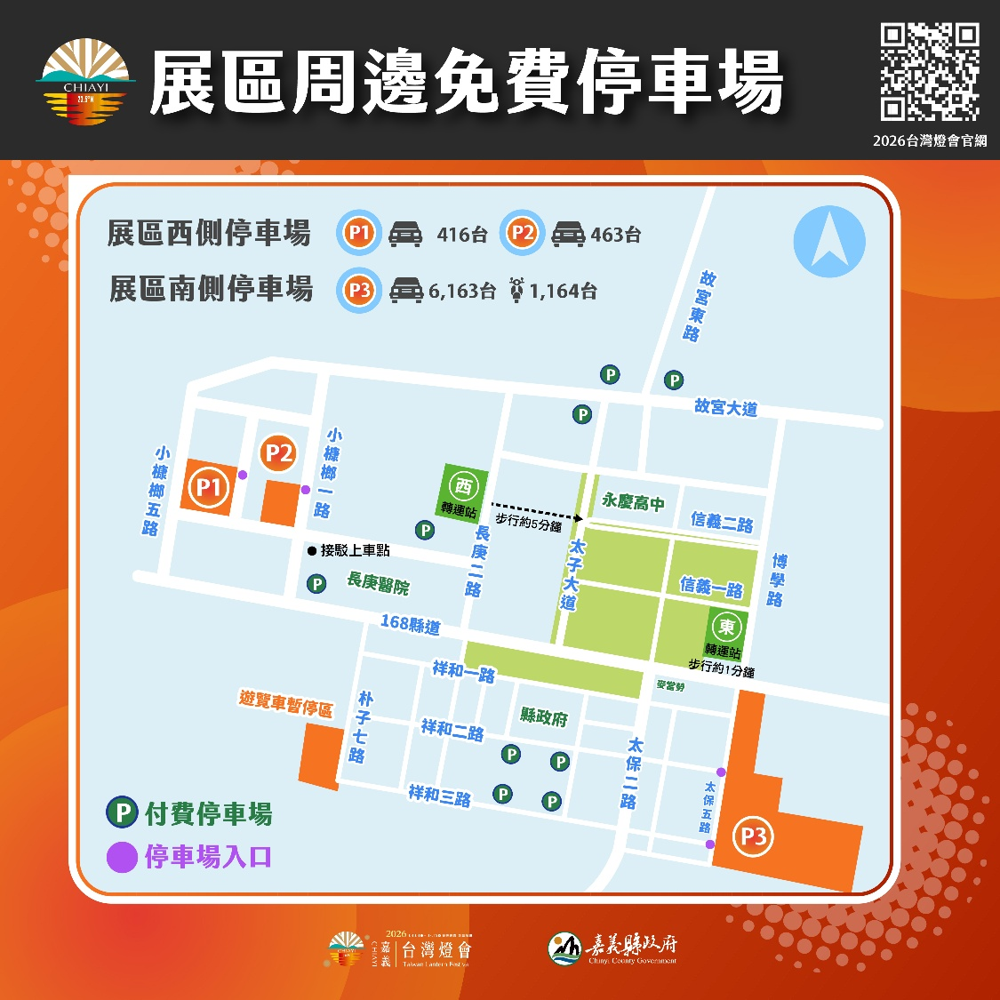 CHIAYI
23.5°N
展區周邊免費停車場
2026台灣燈會官網
展區西側停車場 P1 416台 P2 463台
展區南側停車場 P3 6,163台 1,164台
故宮東路
P
P
P
故宮大道
小槺榔五路
P1
P2
小槺榔一路
西
轉運站
步行約5分鐘
永慶高中
信義二路
P
長庚二路
太子大道
博學路
接駁上車點
P
長庚醫院
信義一路
168縣道
東
轉運站
步行約1分鐘
祥和一路
麥當勞
遊覽車暫停區
朴子七路
縣政府
祥和二路
P
P
太保二路
祥和三路
P
P
太保五路
P3
P 付費停車場
停車場入口
CHIAYI
嘉義
CHIAYI
2026
台灣燈會
Taiwan Lantern Festival
嘉義縣政府
Chiayi County Government